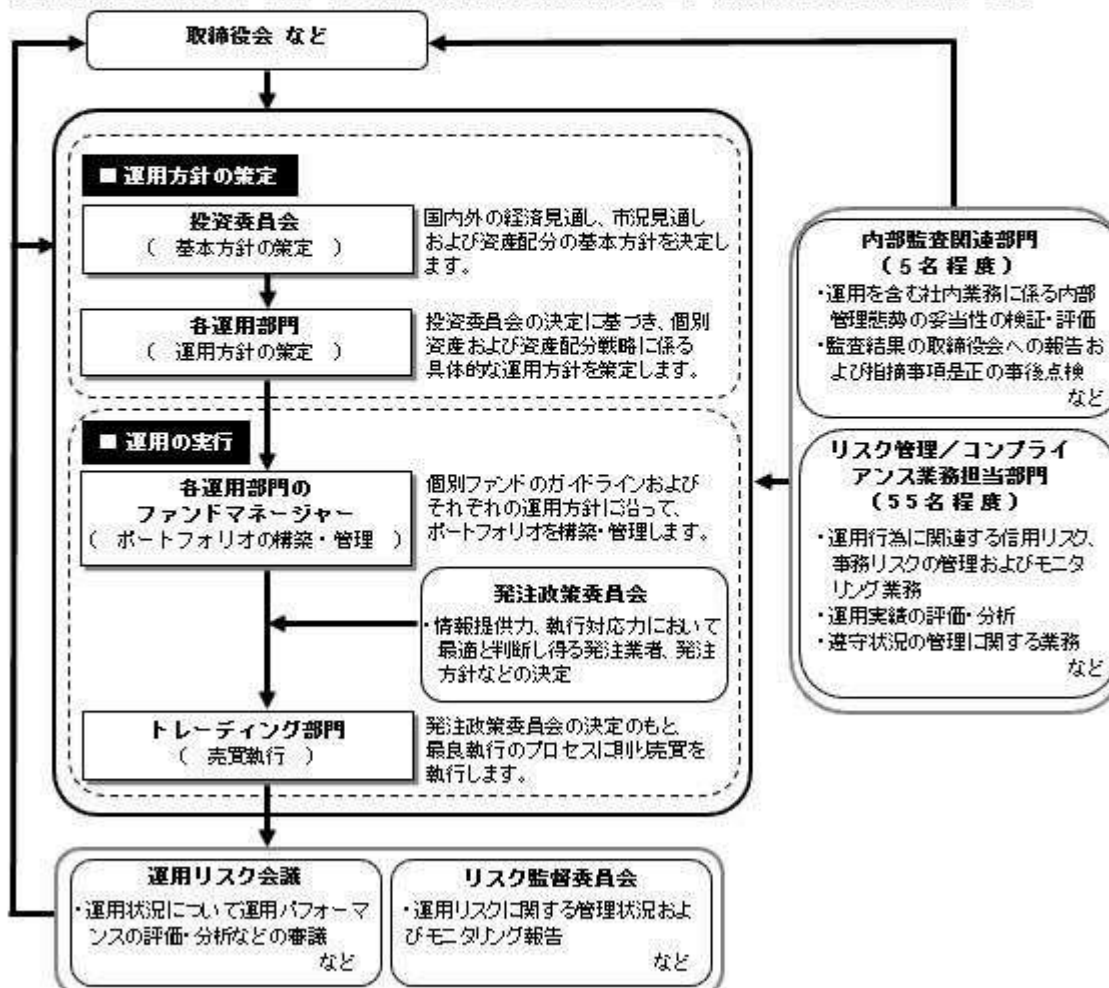 取締役会 など
■ 運用方針の策定
投資委員会
（ 基本方針の策定 ）
国内外の経済見通し、市況見通し
および資産配分の基本方針を決定し
ます。
各運用部門
（ 運用方針の策定 ）
投資委員会の決定に基づき、個別
資産および資産配分戦略に係る
具体的な運用方針を策定します。
■ 運用の実行
各運用部門の
ファンドマネージャー
（ ポートフォリオの構築・管理 ）
個別ファンドのガイドラインおよび
それぞれの運用方針に沿って、
ポートフォリオを構築・管理します。
発注政策委員会
・情報提供力、執行対応力において
最適と判断し得る発注業者、発注
方針などの決定
トレーディング部門
（ 売買執行 ）
発注政策委員会の決定のもと、
最良執行のプロセスに則り売買を
執行します。
内部監査関連部門
（5名程度）
・運用を含む社内業務に係る内部
管理態勢の妥当性の検証・評価
・監査結果の取締役会への報告お
よび指摘事項是正の事後点検
など
リスク管理／コンプライ
アンス業務担当部門
（55名程度）
・運用行為に関連する信用リスク、
事務リスクの管理およびモニタ
リング業務
・運用実績の評価・分析
・遵守状況の管理に関する業務
など
運用リスク会議
・運用状況について運用パフォーマ
ンスの評価・分析などの審議
など
リスク監督委員会
・運用リスクに関する管理状況およ
びモニタリング報告
など